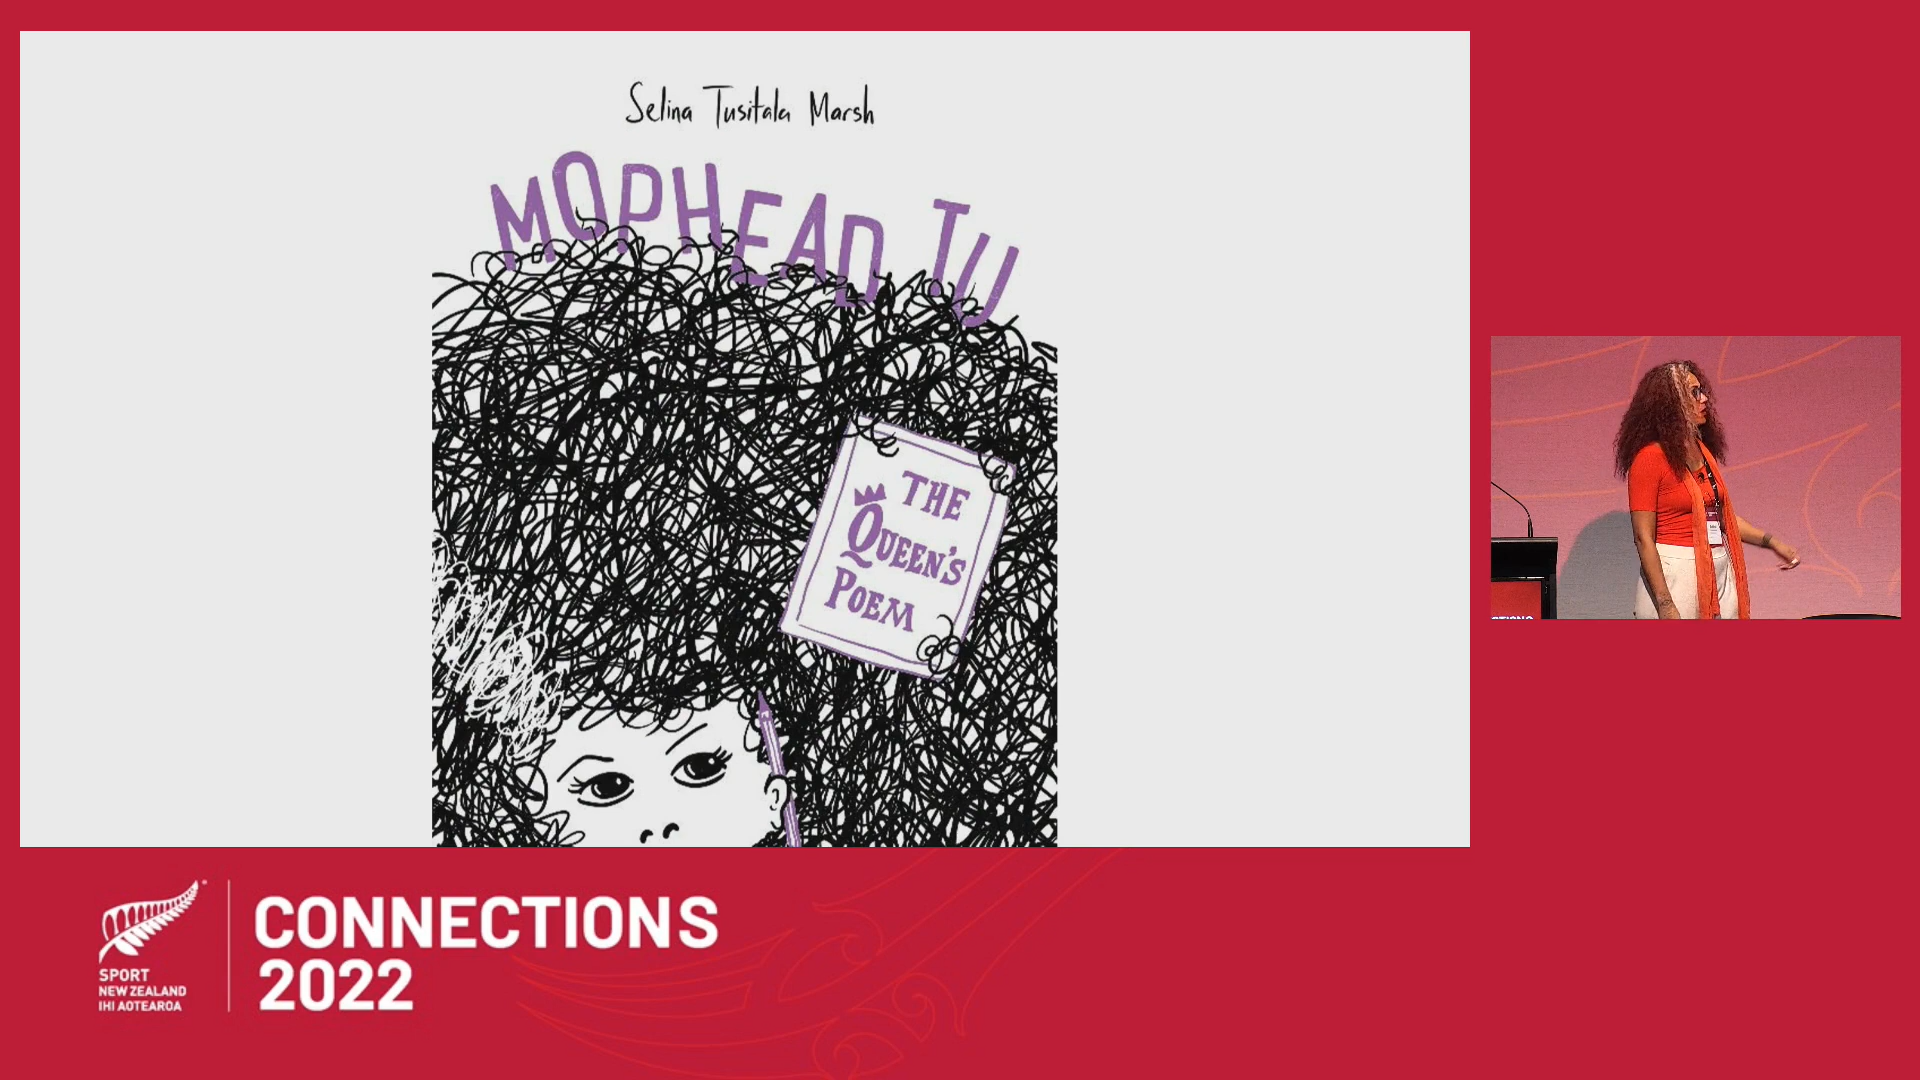 Selina Tusitala Marsh
MOPHEAD TU
THE
QUEEN'S
POEM
SPORT
NEW ZEALAND
IHI AOTEAROA
CONNECTIONS
2022